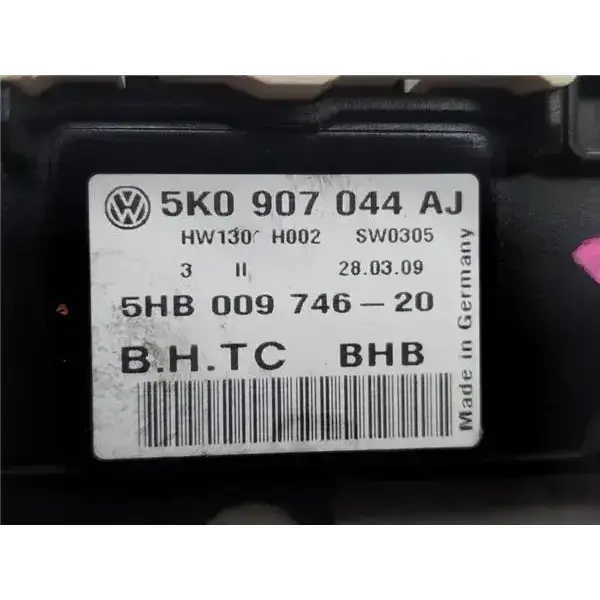 5K0 907 044 AJ
H002 SW0305
3 II 28.03.09
5HB 009 746-20
B.H.TC BHB
Made in Germany